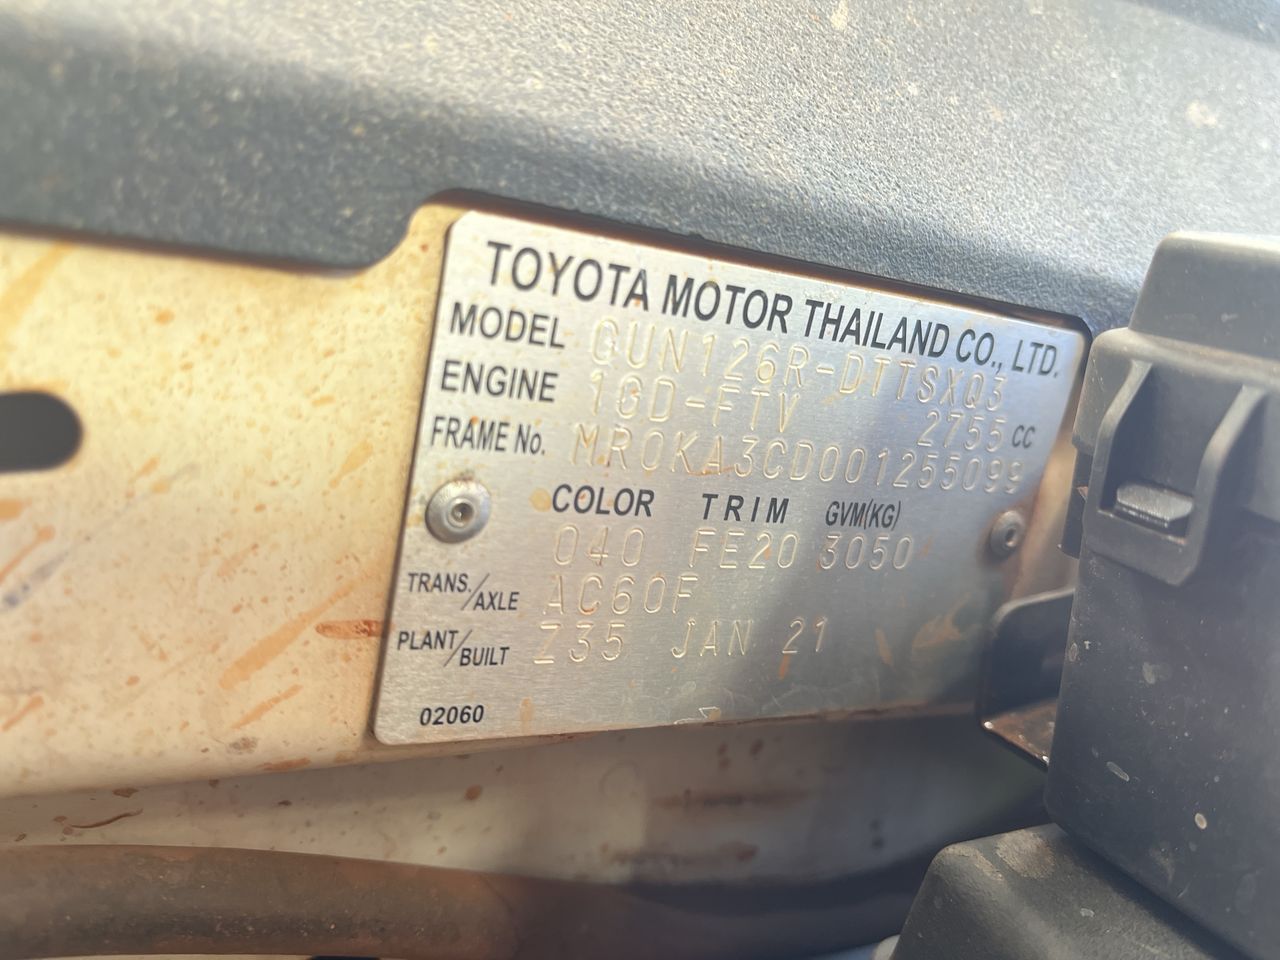 TOYOTA MOTOR THAILAND CO., LTD.
MODEL GUN126R-DTTSXQ3
ENGINE 1GD-FTV 2755 CC
FRAME No. MR0KA3CD001255099
COLOR TRIM GVM(KG)
040 FE20 3050
TRANS./AXLE AC60F
PLANT/BUILT Z35 JAN 21
02060